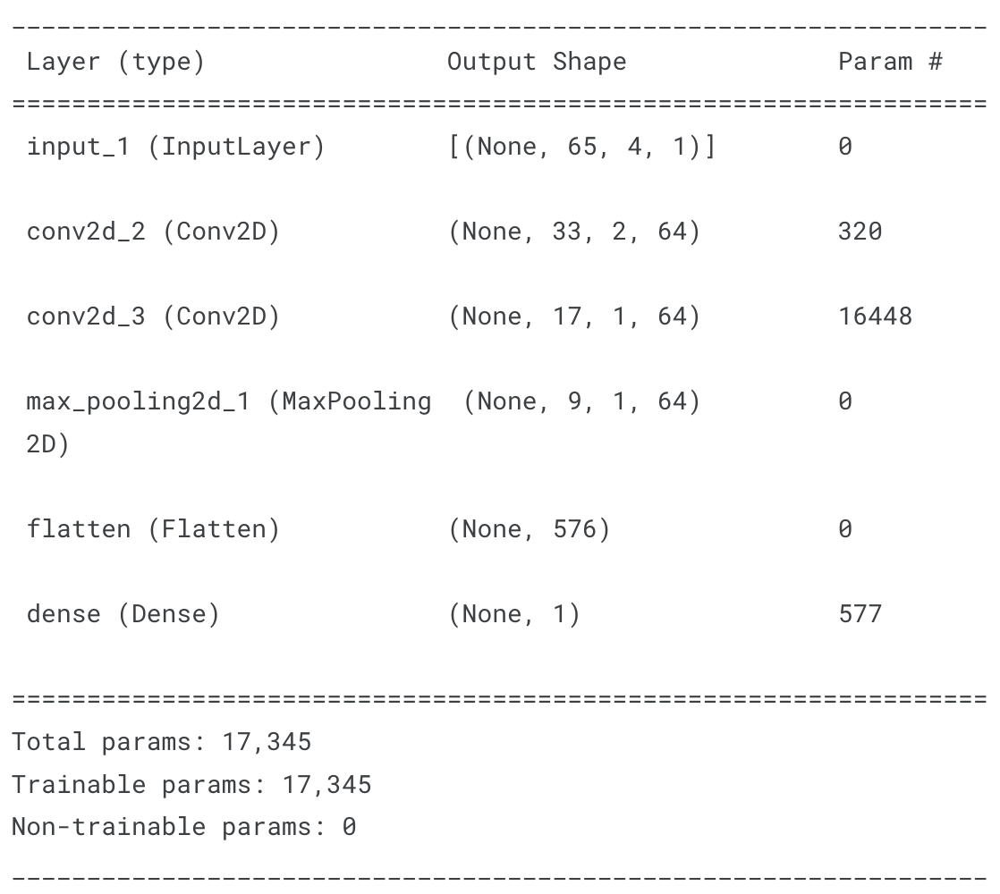 _________________________________________________________________
Layer (type) Output Shape Param #
=================================================================
input_1 (InputLayer) [(None, 65, 4, 1)] 0
conv2d_2 (Conv2D) (None, 33, 2, 64) 320
conv2d_3 (Conv2D) (None, 17, 1, 64) 16448
max_pooling2d_1 (MaxPooling (None, 9, 1, 64) 0
2D)
flatten (Flatten) (None, 576) 0
dense (Dense) (None, 1) 577
=================================================================
Total params: 17,345
Trainable params: 17,345
Non-trainable params: 0
_________________________________________________________________